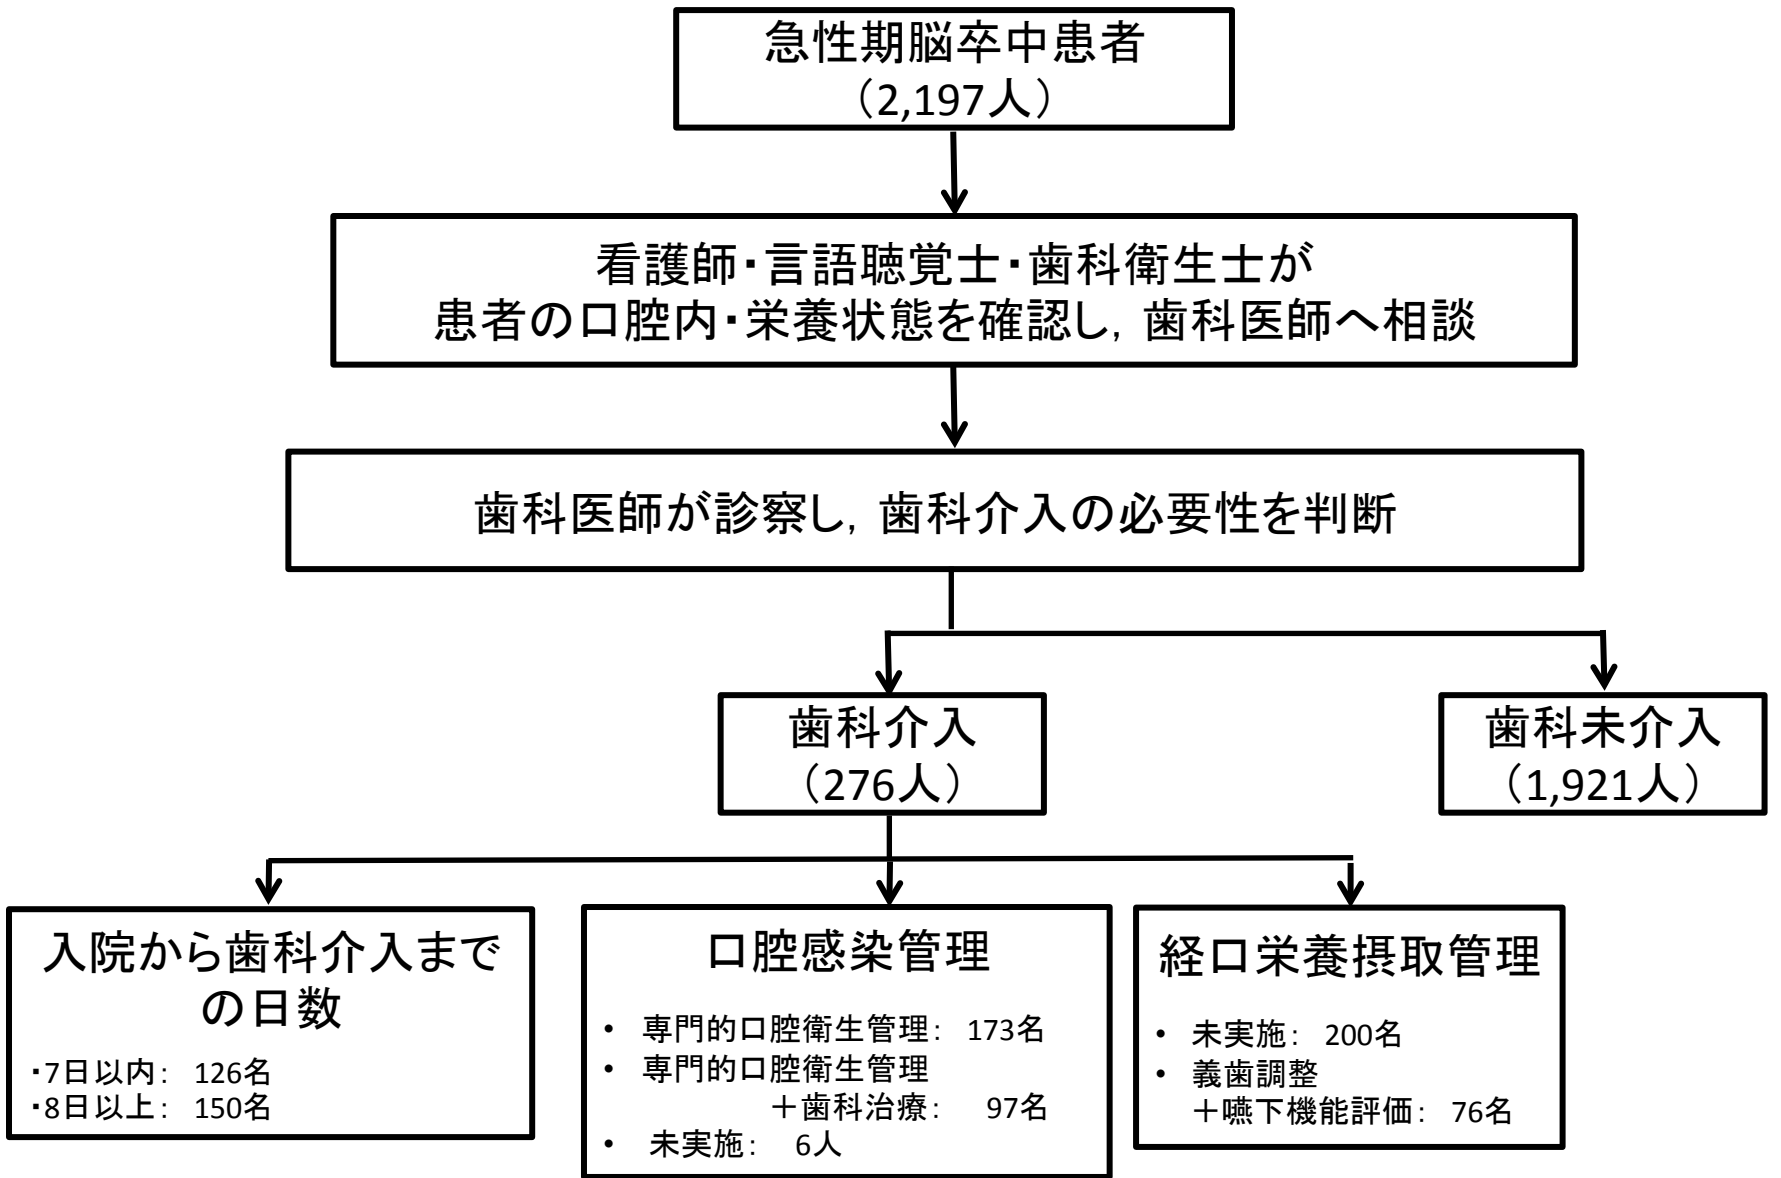 急性期脳卒中患者
（2,197人）
看護師・言語聴覚士・歯科衛生士が
患者の口腔内・栄養状態を確認し，歯科医師へ相談
歯科医師が診察し，歯科介入の必要性を判断
歯科介入
（276人）
歯科未介入
（1,921人）
入院から歯科介入まで
の日数
・7日以内： 126名
・8日以上： 150名
口腔感染管理
• 専門的口腔衛生管理： 173名
• 専門的口腔衛生管理
＋歯科治療： 97名
• 未実施： 6人
経口栄養摂取管理
• 未実施： 200名
• 義歯調整
＋嚥下機能評価： 76名